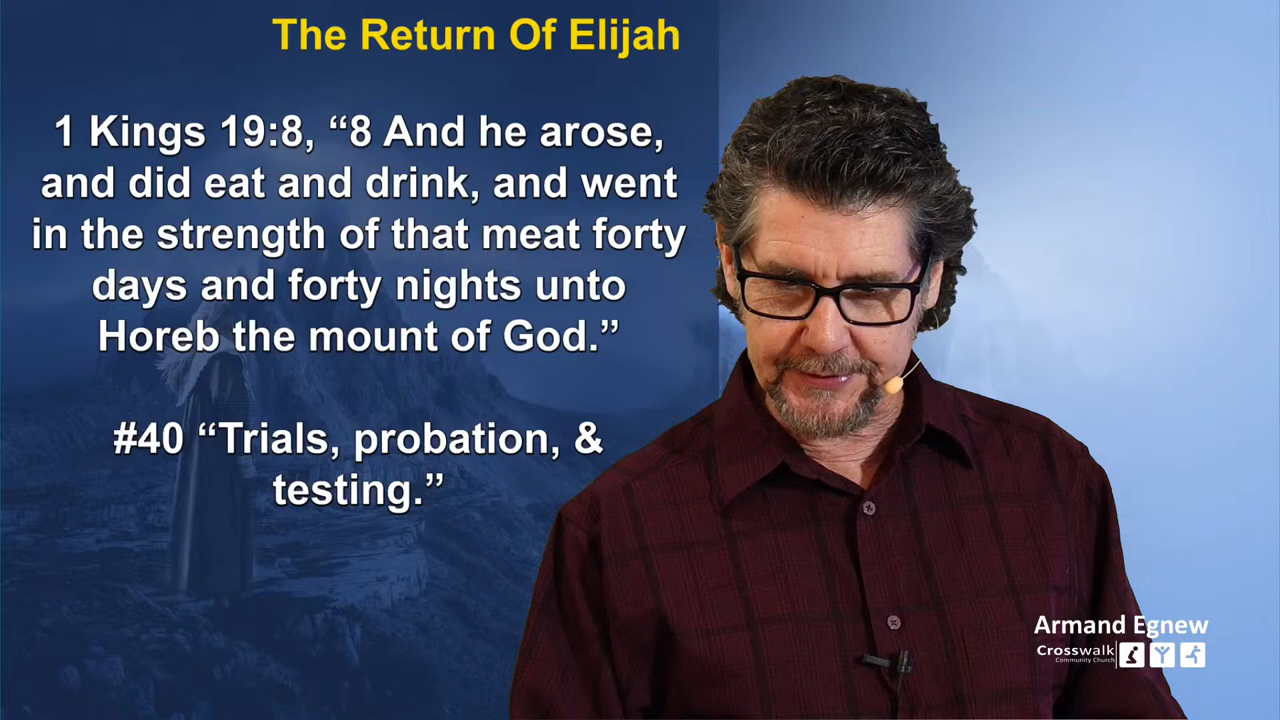 The Return Of Elijah
1 Kings 19:8, “8 And he arose,
and did eat and drink, and went
in the strength of that meat forty
days and forty nights unto
Horeb the mount of God.”
#40 “Trials, probation, &
testing.”
Armand Egnew
Crosswalk
Community Church